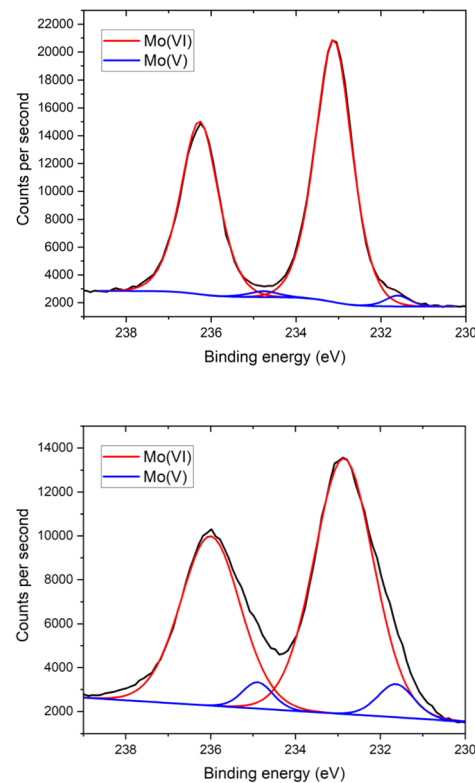 Mo(VI)
Mo(V)
22000
20000
18000
16000
14000
12000
10000
8000
6000
4000
2000
Counts per second
238 236 234 232 230
Binding energy (eV)
Mo(VI)
Mo(V)
14000
12000
10000
8000
6000
4000
2000
Counts per second
238 236 234 232 230
Binding energy (eV)